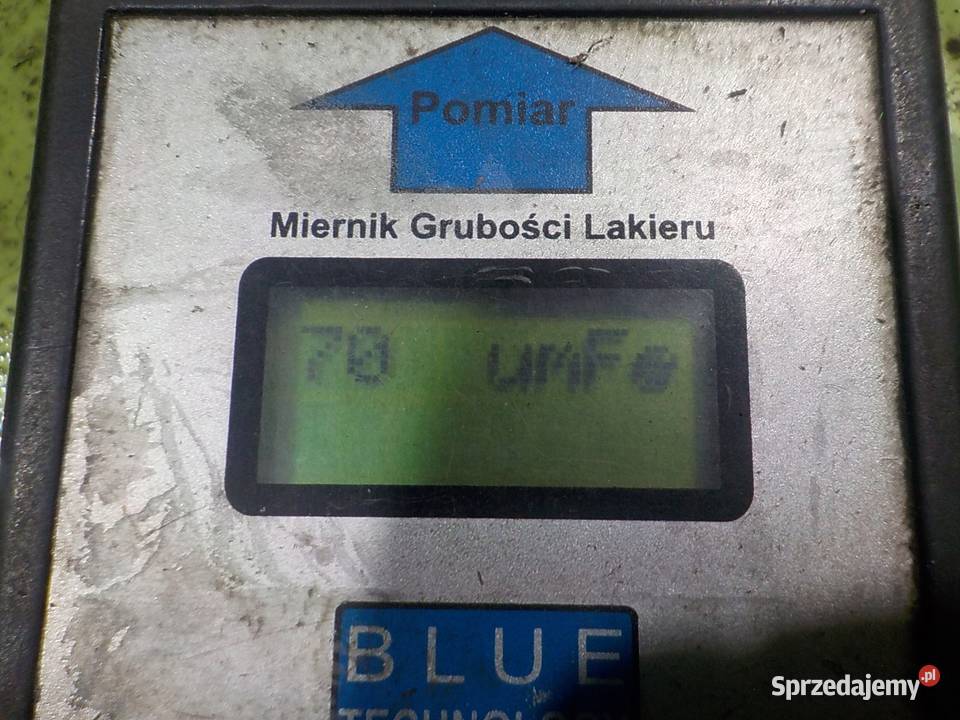 Pomiar
Miernik Grubości Lakieru
70 umFe
BLUE
Sprzedajemy.pl